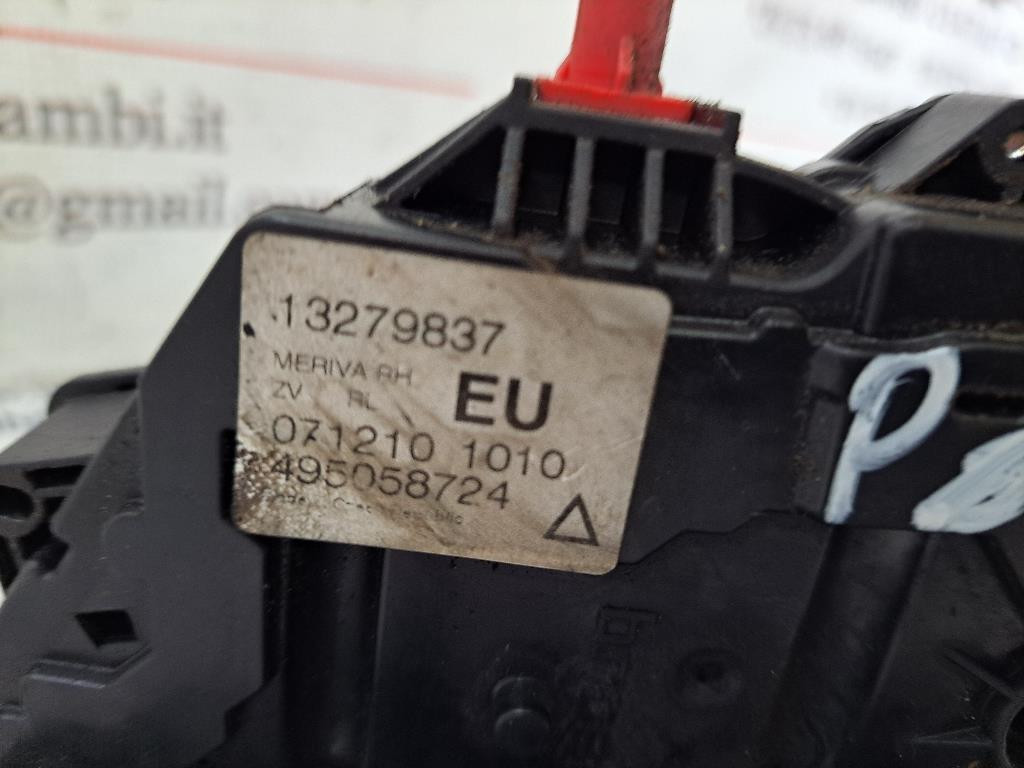 ambi.it
@gmail.
13279837
MERIVA RH
ZV RL
EU
071210 1010
495058724
P